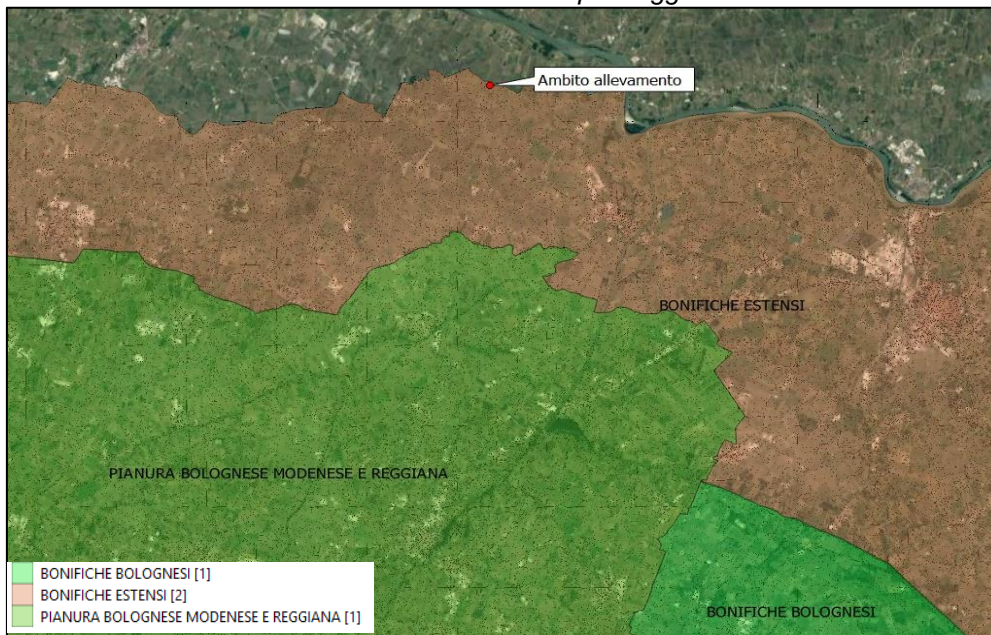 Ambito allevamento
BONIFICHE ESTENSI
PIANURA BOLOGNESE MODENESE E REGGIANA
BONIFICHE BOLOGNESI
BONIFICHE BOLOGNESI [1]
BONIFICHE ESTENSI [2]
PIANURA BOLOGNESE MODENESE E REGGIANA [1]